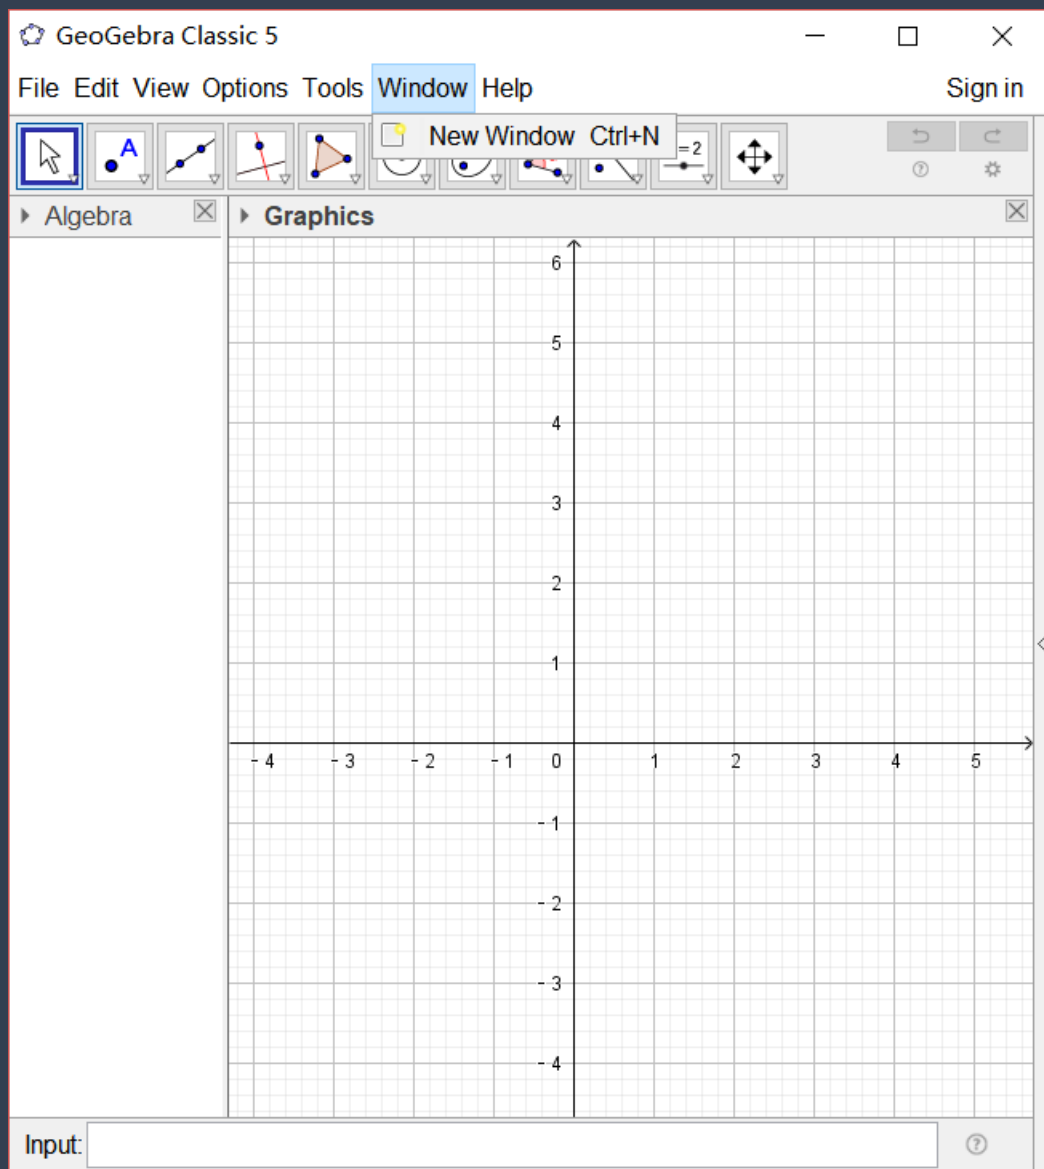 GeoGebra Classic 5
File Edit View Options Tools Window Help Sign in
New Window Ctrl+N
A
=2
Algebra
Graphics
6
5
4
3
2
1
- 4 - 3 - 2 - 1 0 1 2 3 4 5
- 1
- 2
- 3
- 4
Input: